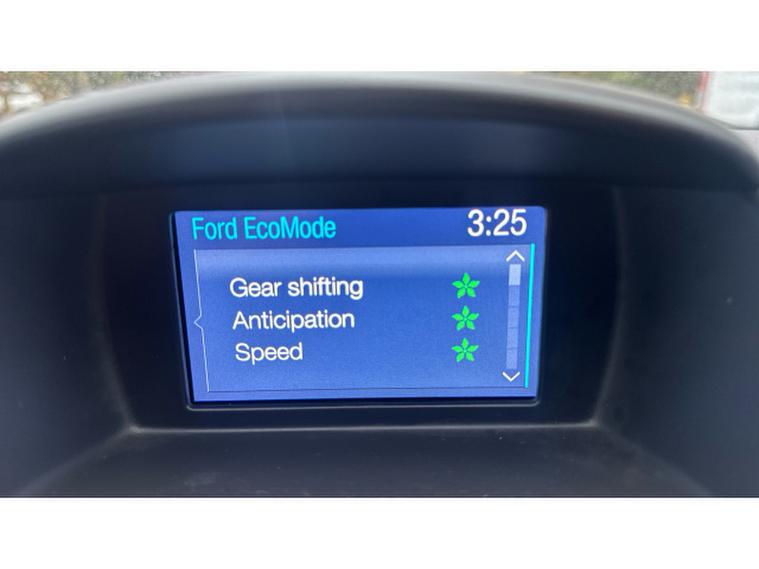 Ford EcoMode 3:25
Gear shifting
Anticipation
Speed